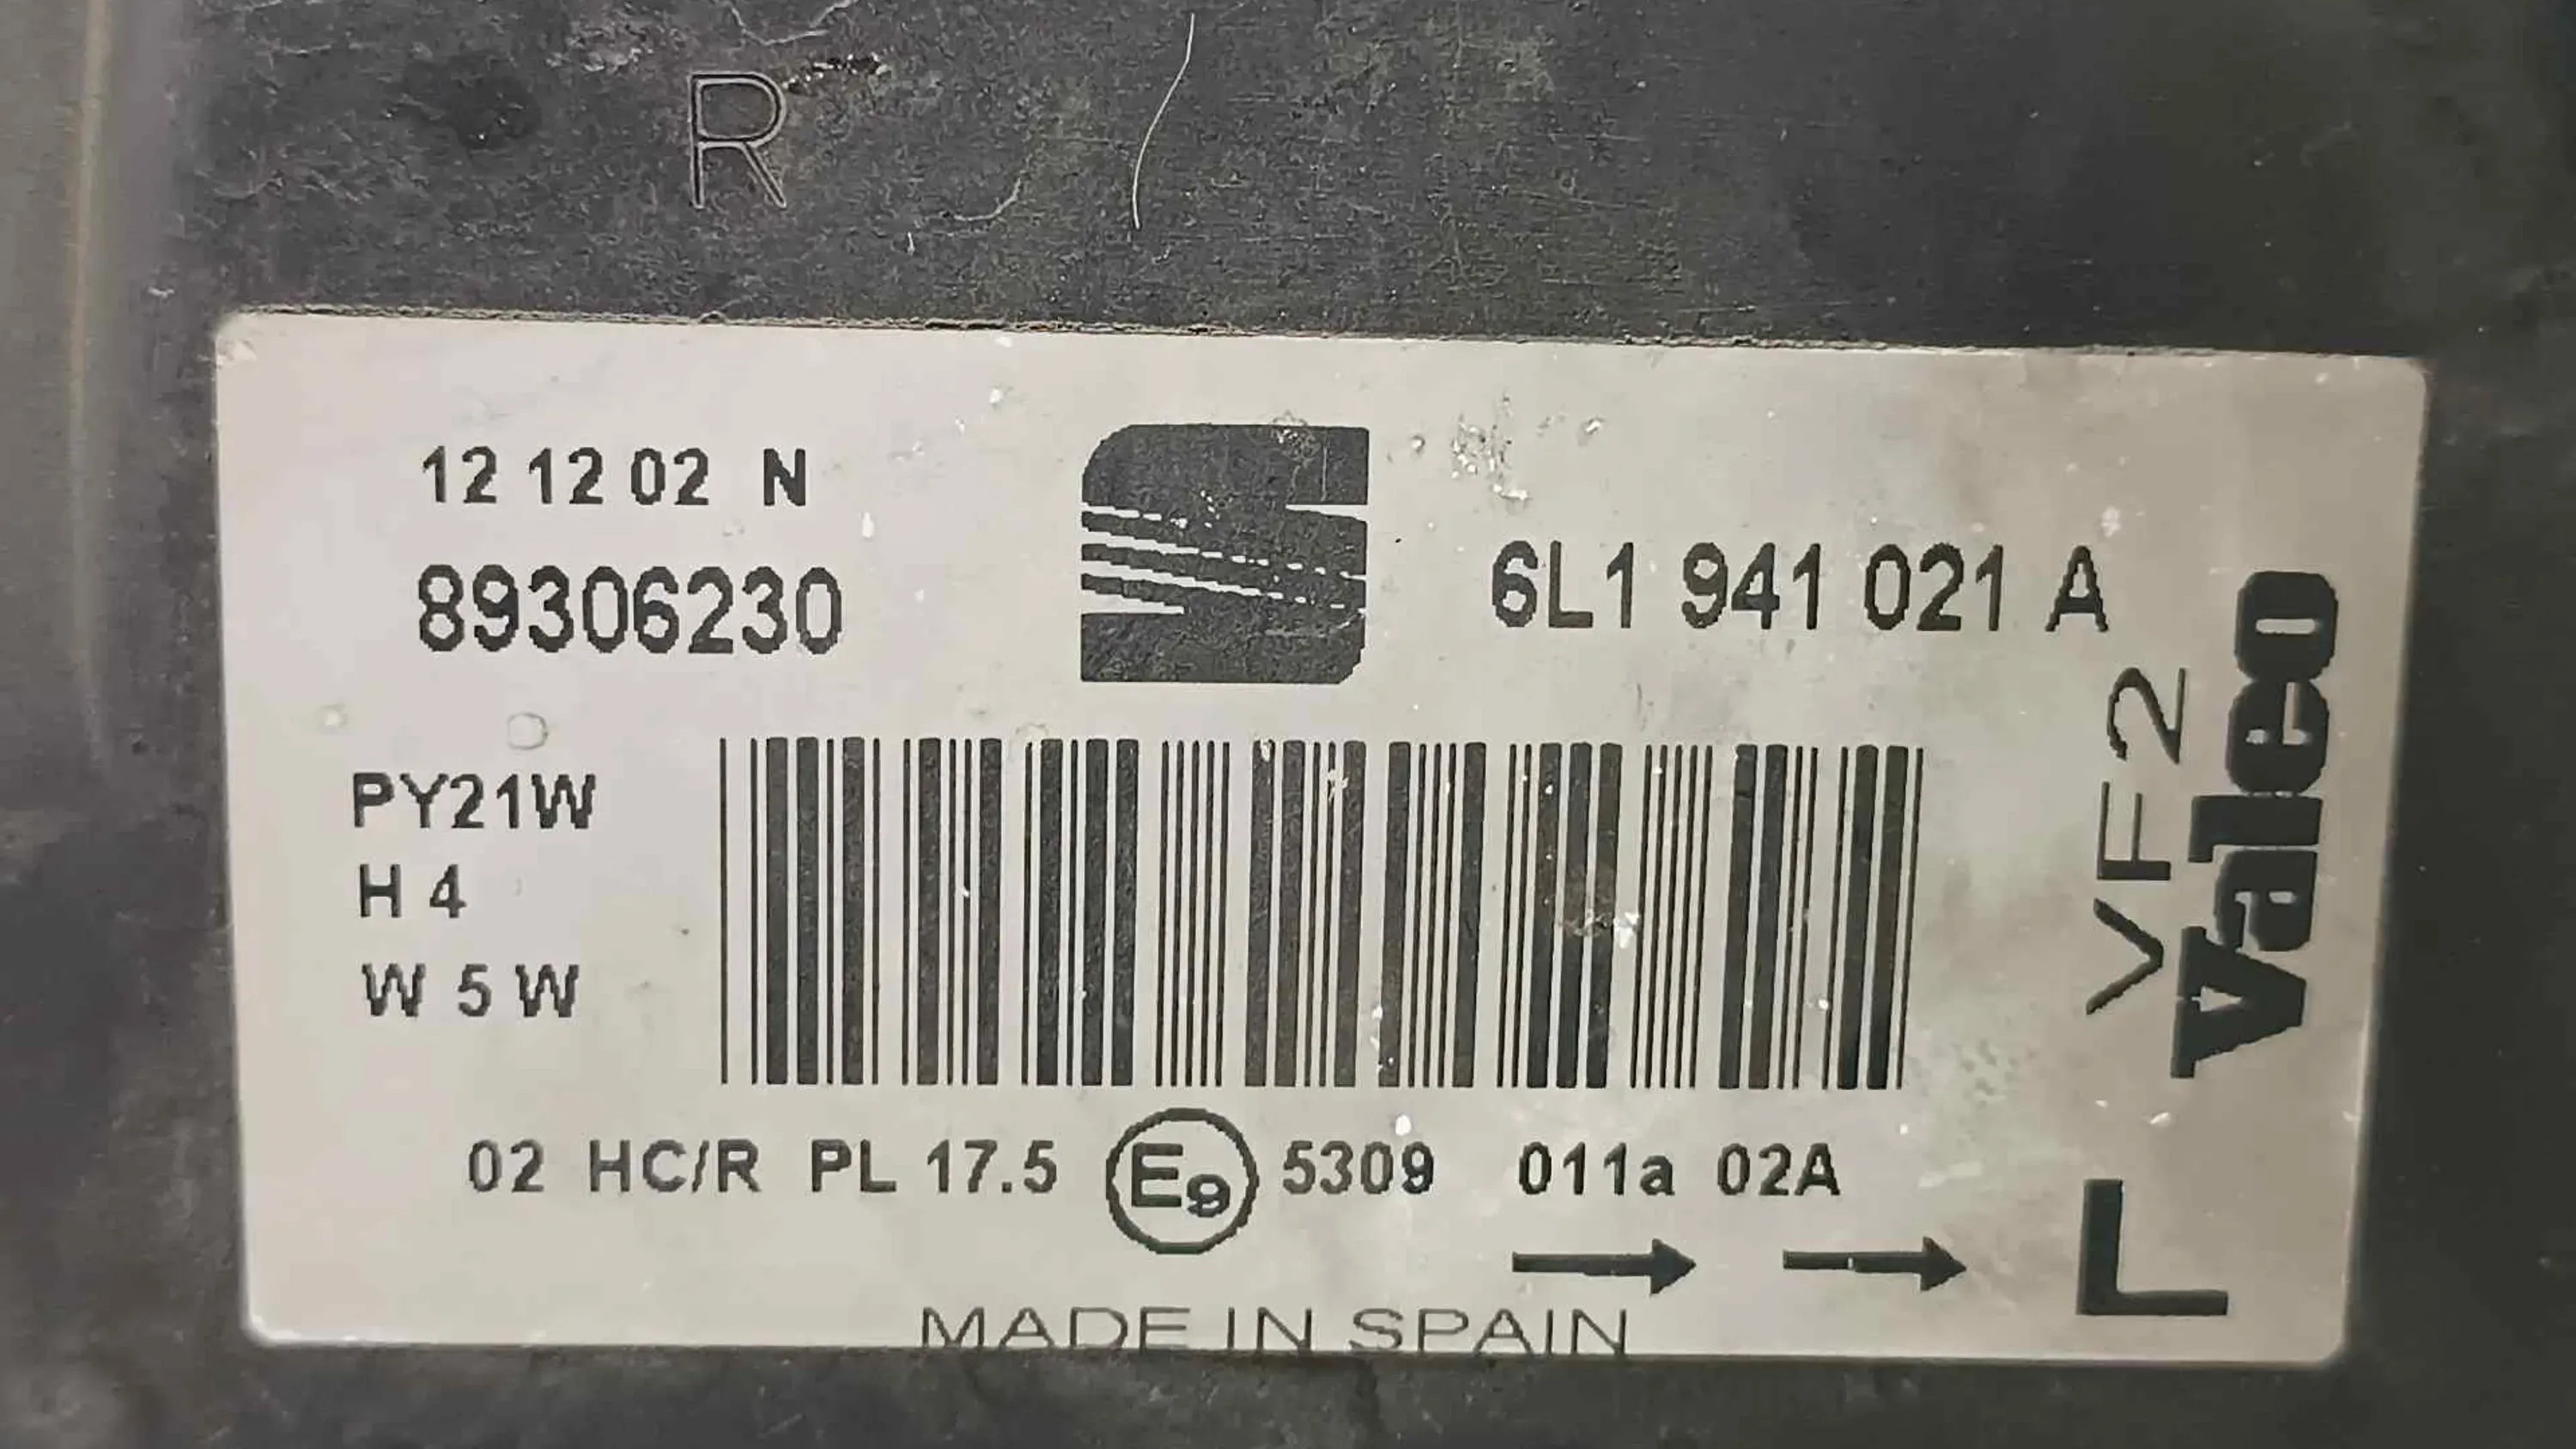 R
12 12 02 N
89306230
6L1 941 021 A
PY21W
H 4
W 5 W
VF2
Valeo
02 HC/R PL 17.5 E9 5309 011a 02A
L
MADE IN SPAIN